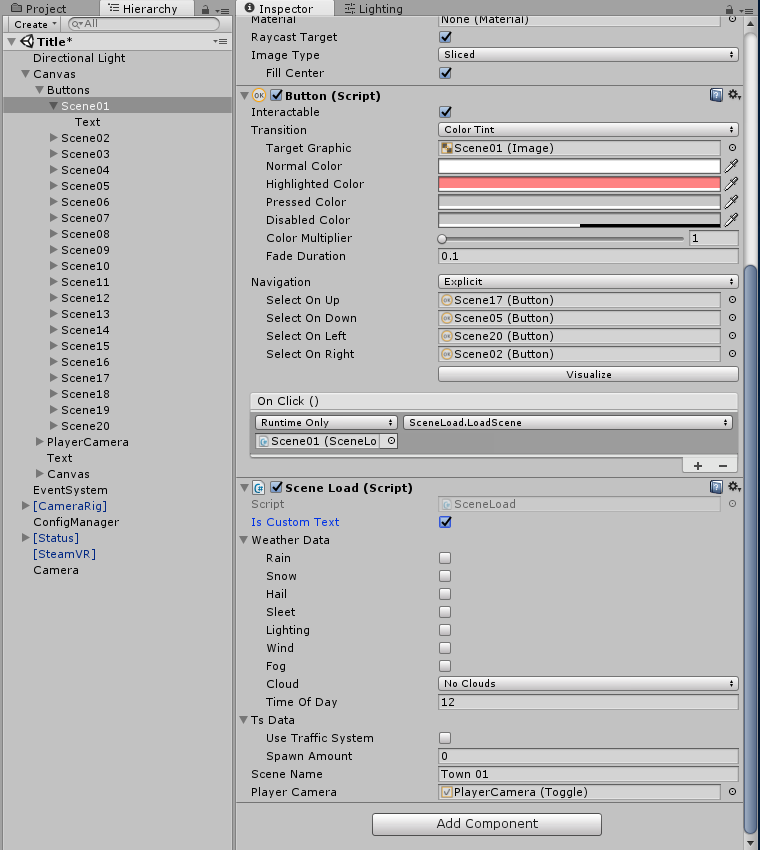 Project
Hierarchy
Create
All
Title*
Directional Light
Canvas
Buttons
Scene01
Text
Scene02
Scene03
Scene04
Scene05
Scene06
Scene07
Scene08
Scene09
Scene10
Scene11
Scene12
Scene13
Scene14
Scene15
Scene16
Scene17
Scene18
Scene19
Scene20
PlayerCamera
Text
Canvas
EventSystem
[CameraRig]
ConfigManager
[Status]
[SteamVR]
Camera
Inspector
Lighting
Material None (Material)
Raycast Target
Image Type Sliced
Fill Center
OK Button (Script)
Interactable
Transition Color Tint
Target Graphic Scene01 (Image)
Normal Color
Highlighted Color
Pressed Color
Disabled Color
Color Multiplier 1
Fade Duration 0.1
Navigation Explicit
Select On Up Scene17 (Button)
Select On Down Scene05 (Button)
Select On Left Scene20 (Button)
Select On Right Scene02 (Button)
Visualize
On Click ()
Runtime Only SceneLoad.LoadScene
Scene01 (SceneLo
+ −
C# Scene Load (Script)
Script SceneLoad
Is Custom Text
Weather Data
Rain
Snow
Hail
Sleet
Lighting
Wind
Fog
Cloud No Clouds
Time Of Day 12
Ts Data
Use Traffic System
Spawn Amount 0
Scene Name Town 01
Player Camera PlayerCamera (Toggle)
Add Component